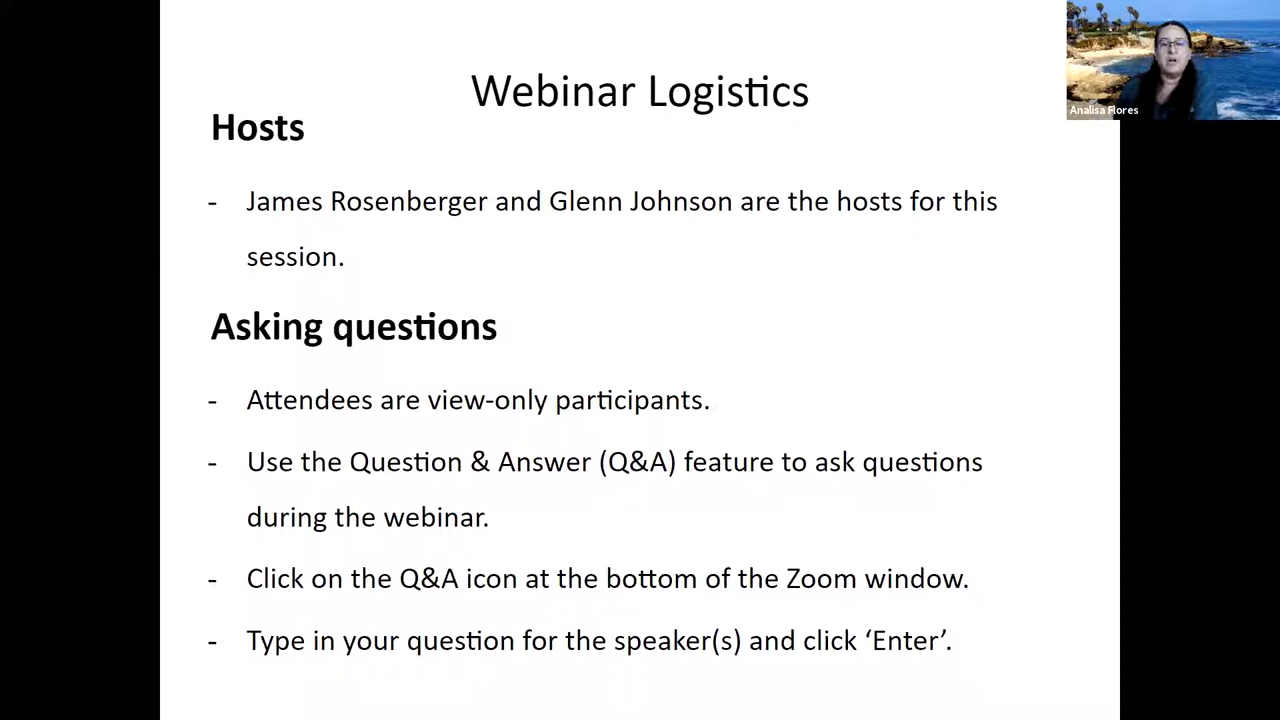 Webinar Logistics
Analisa Flores
Hosts
- James Rosenberger and Glenn Johnson are the hosts for this
session.
Asking questions
- Attendees are view-only participants.
- Use the Question & Answer (Q&A) feature to ask questions
during the webinar.
- Click on the Q&A icon at the bottom of the Zoom window.
- Type in your question for the speaker(s) and click ‘Enter’.